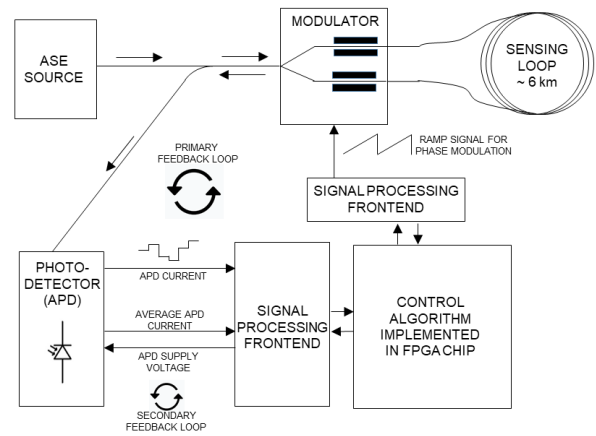 ASE
SOURCE
MODULATOR
SENSING
LOOP
~ 6 km
PRIMARY
FEEDBACK LOOP
RAMP SIGNAL FOR
PHASE MODULATION
SIGNAL PROCESSING
FRONTEND
PHOTO-
DETECTOR
(APD)
APD CURRENT
AVERAGE APD
CURRENT
APD SUPPLY
VOLTAGE
SIGNAL
PROCESSING
FRONTEND
CONTROL
ALGORITHM
IMPLEMENTED
IN FPGA CHIP
SECONDARY
FEEDBACK LOOP